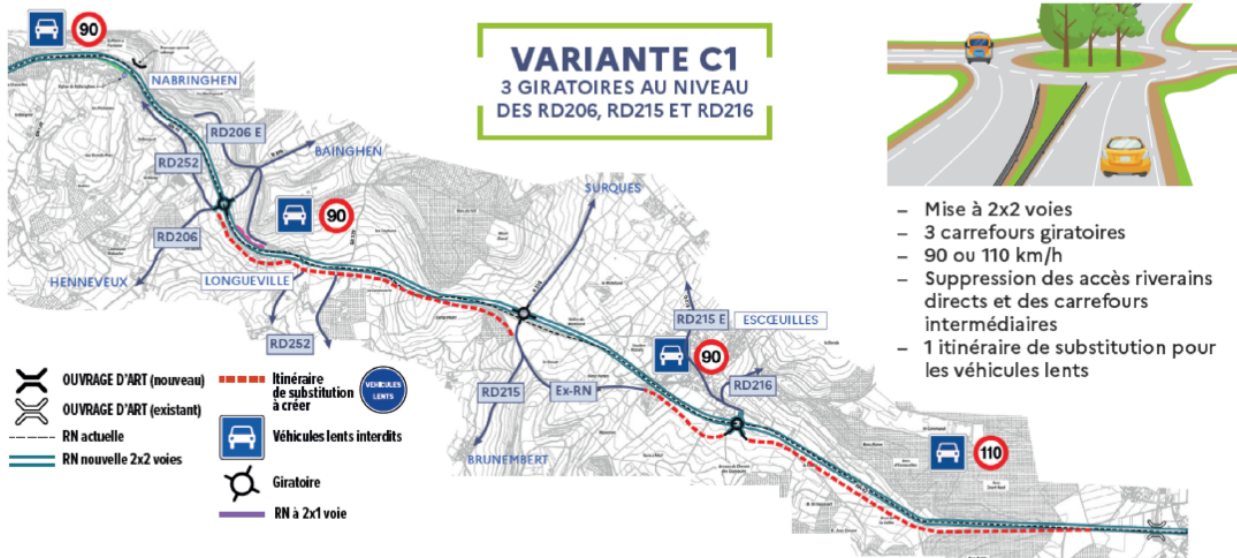 90
NABRINGHEN
RD206 E
BAINGHEN
RD252
90
RD206
HENNEVEUX
LONGUEVILLE
RD252
VARIANTE C1
3 GIRATOIRES AU NIVEAU
DES RD206, RD215 ET RD216
SURQUES
RD215 E
ESCŒUILLES
90
RD216
RD215
Ex-RN
BRUNEMBERT
110
- Mise à 2x2 voies
- 3 carrefours giratoires
- 90 ou 110 km/h
- Suppression des accès riverains
directs et des carrefours
intermédiaires
- 1 itinéraire de substitution pour
les véhicules lents
OUVRAGE D'ART (nouveau)
OUVRAGE D'ART (existant)
RN actuelle
RN nouvelle 2x2 voies
Itinéraire
de substitution
à créer
VEHICULES
LENTS
Véhicules lents interdits
Giratoire
RN à 2x1 voie